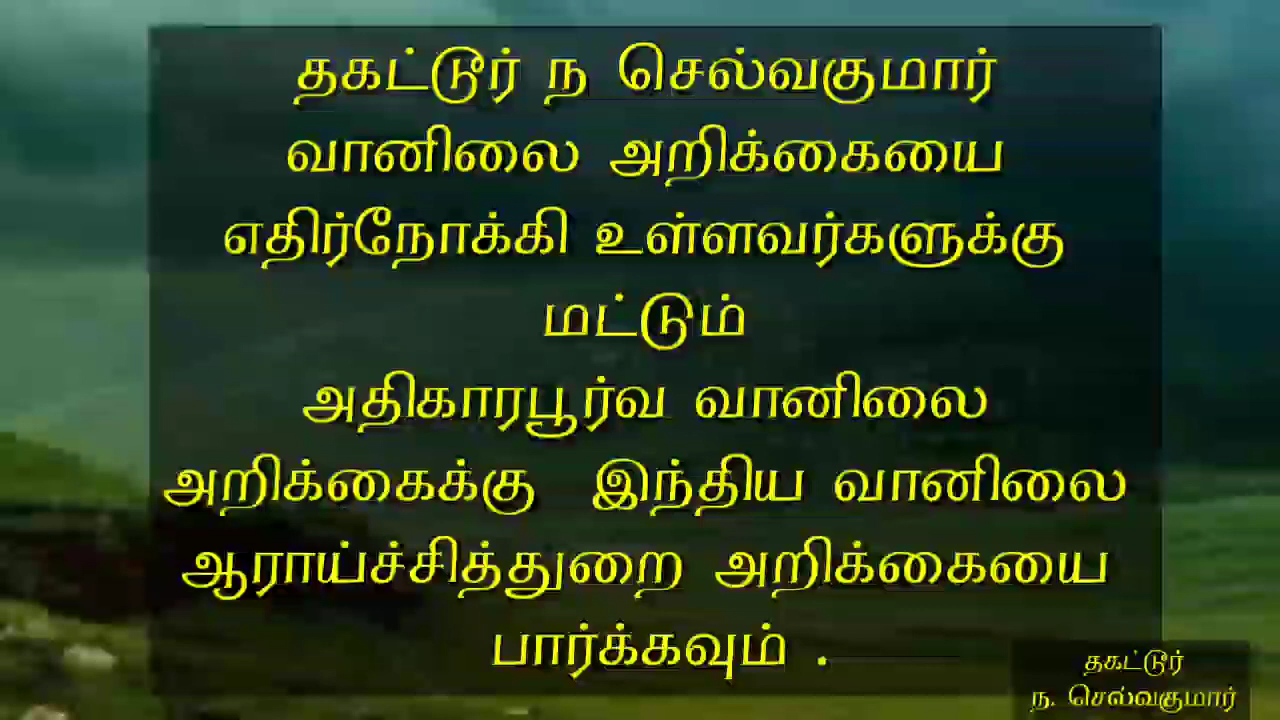 தகட்டூர் ந செல்வகுமார்
வானிலை அறிக்கையை
எதிர்நோக்கி உள்ளவர்களுக்கு
மட்டும்
அதிகாரபூர்வ வானிலை
அறிக்கைக்கு இந்திய வானிலை
ஆராய்ச்சித்துறை அறிக்கையை
பார்க்கவும் .
தகட்டூர்
ந. செல்வகுமார்